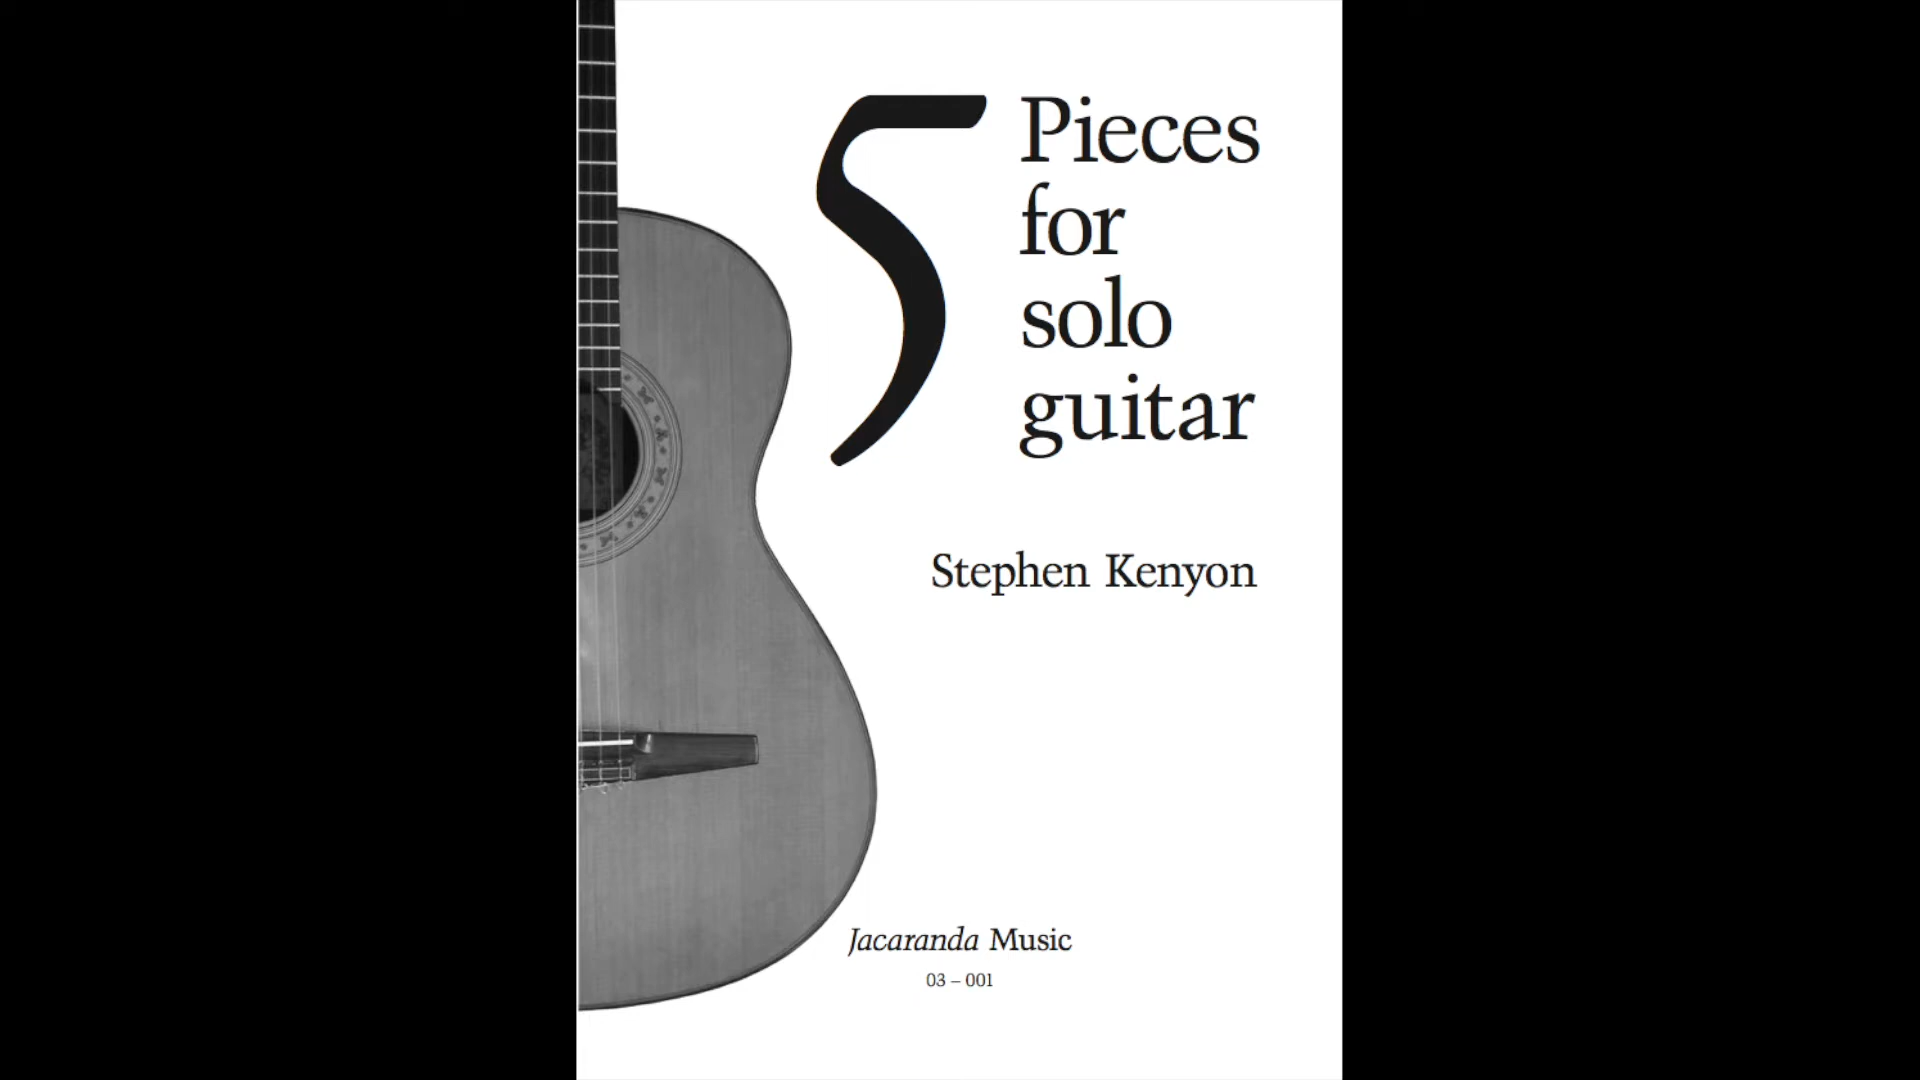 5 Pieces
for
solo
guitar
Stephen Kenyon
Jacaranda Music
03 – 001